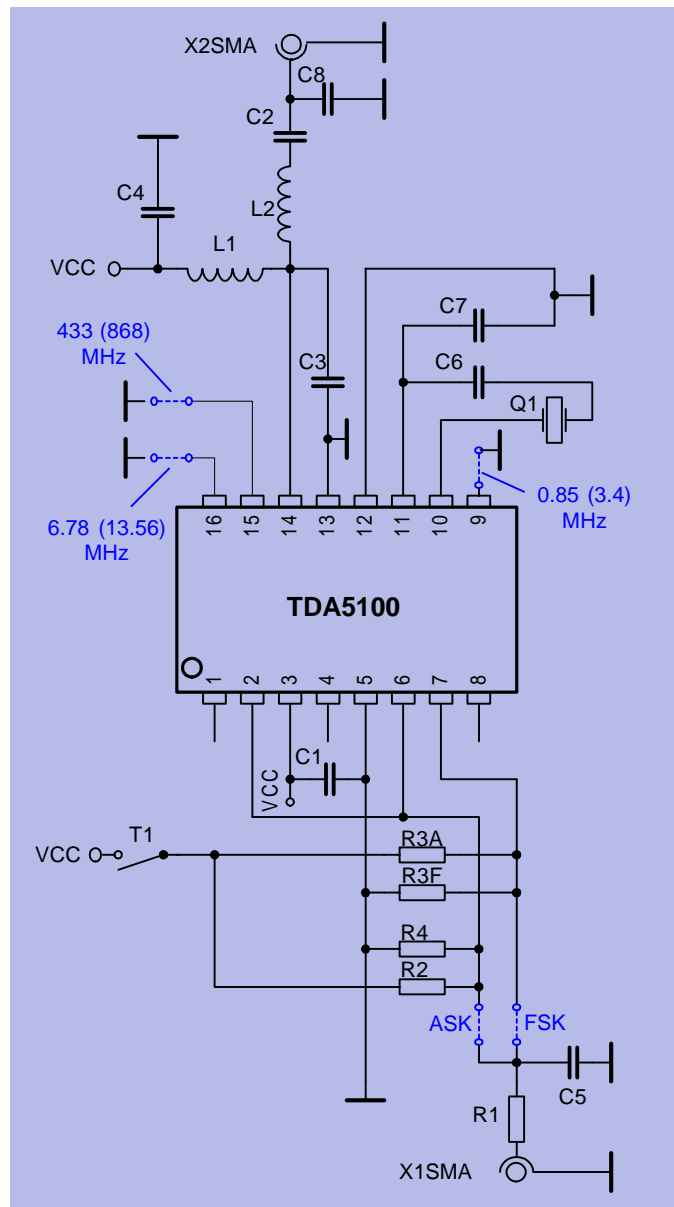 X2SMA
C8
C2
C4
L2
L1
VCC
433 (868)
MHz
C7
C3
C6
Q1
6.78 (13.56)
MHz
0.85 (3.4)
MHz
16
15
14
13
12
11
10
9
TDA5100
1
2
3
4
5
6
7
8
C1
VCC
T1
VCC
R3A
R3F
R4
R2
ASK
FSK
C5
R1
X1SMA